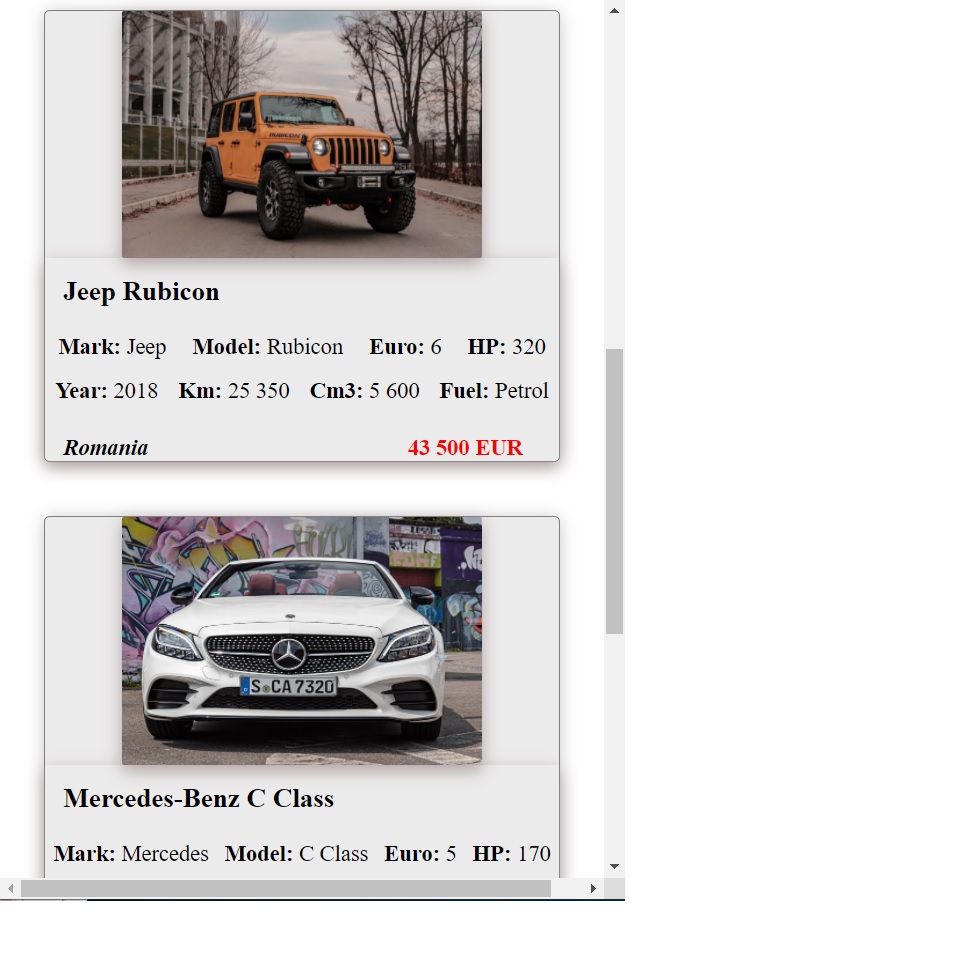 RUBICON
Jeep Rubicon
Mark: Jeep Model: Rubicon Euro: 6 HP: 320
Year: 2018 Km: 25 350 Cm3: 5 600 Fuel: Petrol
Romania 43 500 EUR
S CA 7320
Mercedes-Benz C Class
Mark: Mercedes Model: C Class Euro: 5 HP: 170